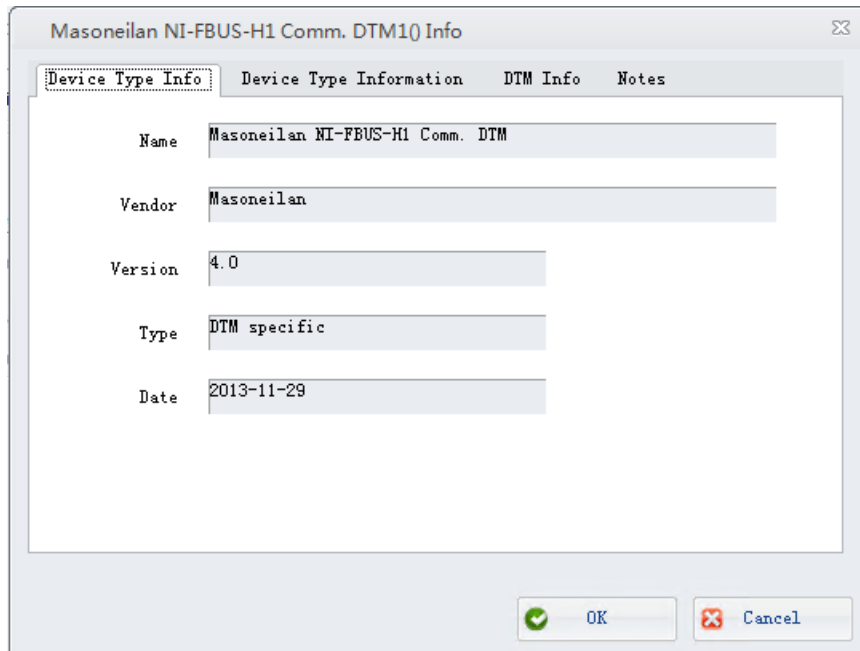 Masoneilan NI-FBUS-H1 Comm. DTM1() Info
Device Type Info Device Type Information DTM Info Notes
Name Masoneilan NI-FBUS-H1 Comm. DTM
Vendor Masoneilan
Version 4.0
Type DTM specific
Date 2013-11-29
OK Cancel